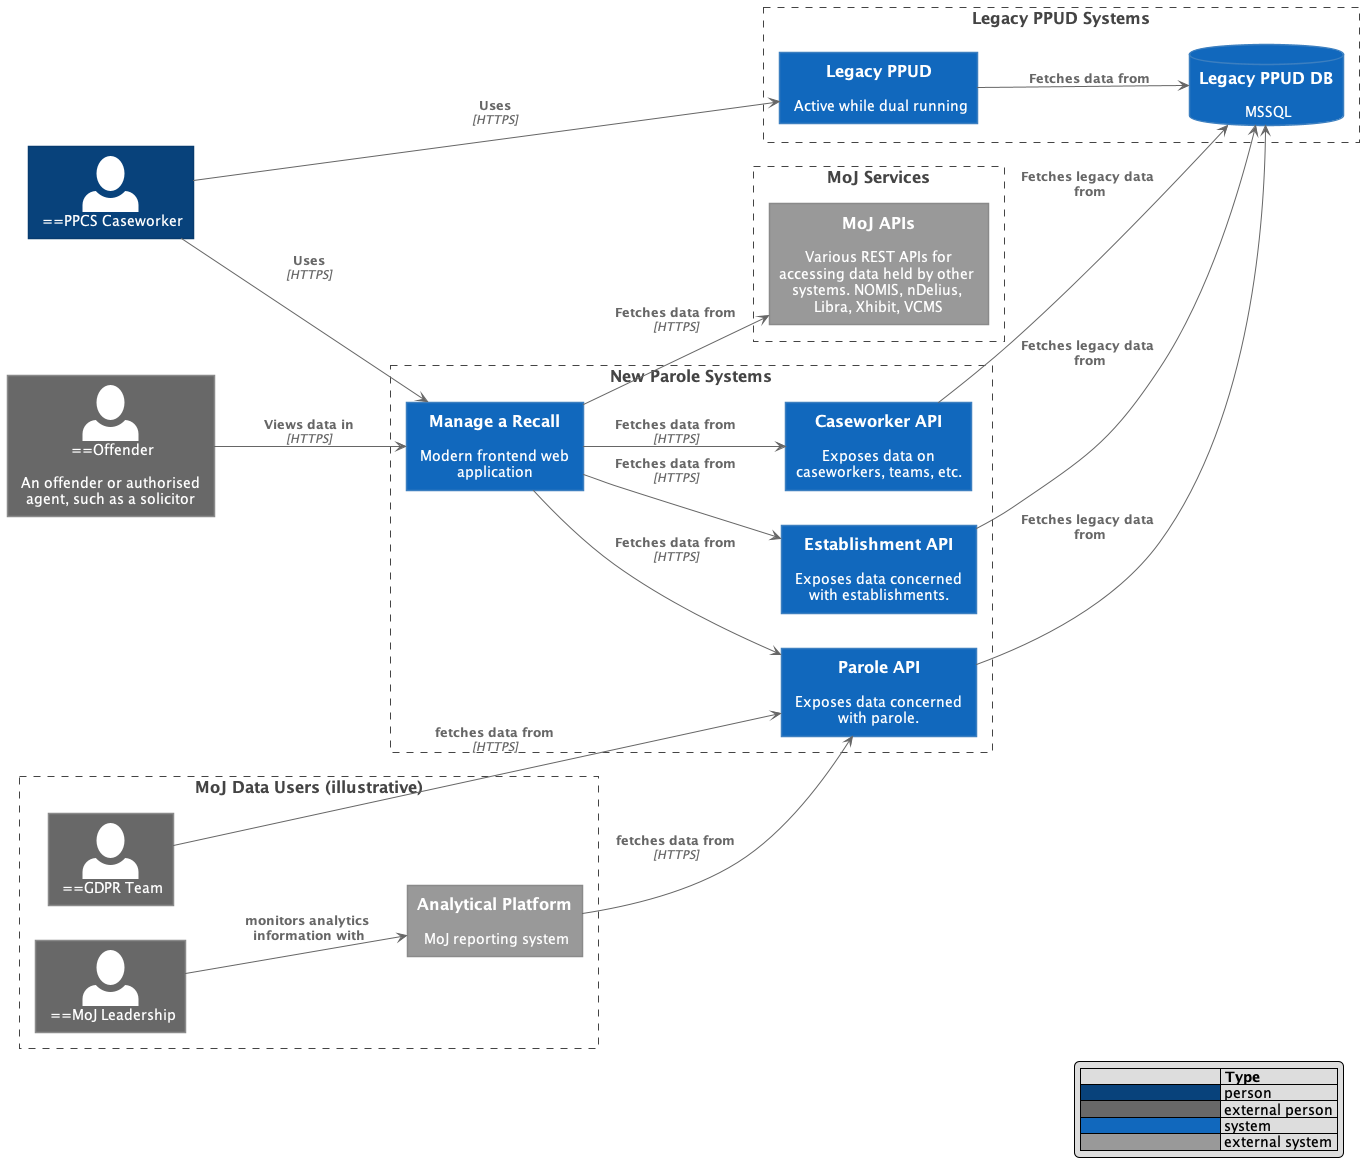 Legacy PPUD Systems
Legacy PPUD
Active while dual running
Fetches data from
Legacy PPUD DB
MSSQL
Uses
[HTTPS]
==PPCS Caseworker
Uses
[HTTPS]
MoJ Services
MoJ APIs
Various REST APIs for
accessing data held by other
systems. NOMIS, nDelius,
Libra, Xhibit, VCMS
Fetches legacy data
from
Fetches data from
[HTTPS]
Fetches legacy data
from
New Parole Systems
==Offender
An offender or authorised
agent, such as a solicitor
Views data in
[HTTPS]
Manage a Recall
Modern frontend web
application
Fetches data from
[HTTPS]
Caseworker API
Exposes data on
caseworkers, teams, etc.
Fetches data from
[HTTPS]
Fetches legacy data
from
Fetches data from
[HTTPS]
Establishment API
Exposes data concerned
with establishments.
Parole API
Exposes data concerned
with parole.
fetches data from
[HTTPS]
MoJ Data Users (illustrative)
==GDPR Team
fetches data from
[HTTPS]
monitors analytics
information with
Analytical Platform
MoJ reporting system
==MoJ Leadership
Type
person
external person
system
external system